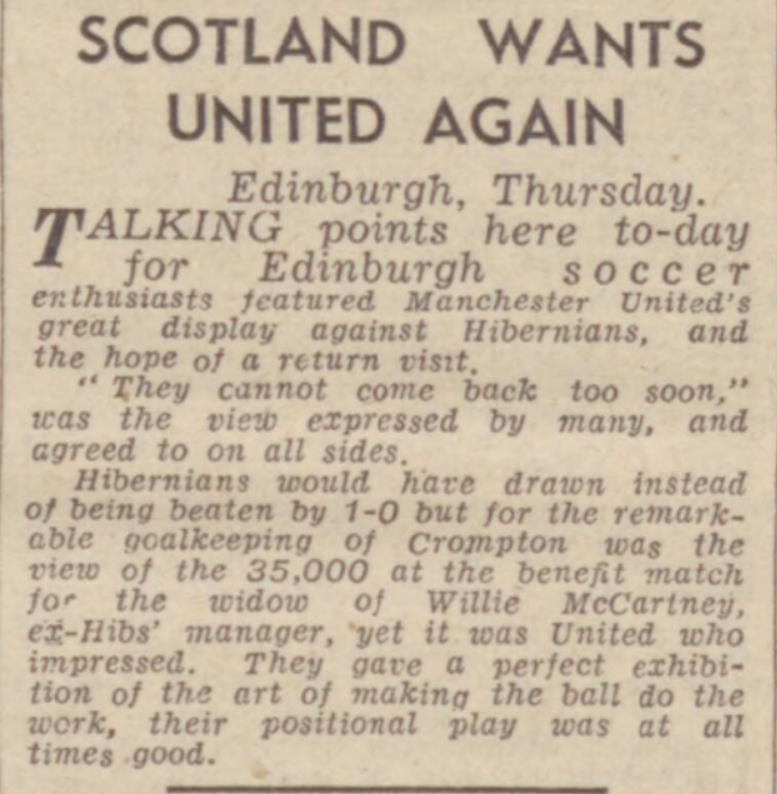 SCOTLAND WANTS
UNITED AGAIN
Edinburgh, Thursday.
TALKING points here to-day
for Edinburgh soccer
enthusiasts featured Manchester United's
great display against Hibernians, and
the hope of a return visit.
"They cannot come back too soon,"
was the view expressed by many, and
agreed to on all sides.
Hibernians would have drawn instead
of being beaten by 1-0 but for the remark-
able goalkeeping of Crompton was the
view of the 35,000 at the benefit match
for the widow of Willie McCartney,
ex-Hibs' manager, yet it was United who
impressed. They gave a perfect exhibi-
tion of the art of making the ball do the
work, their positional play was at all
times good.